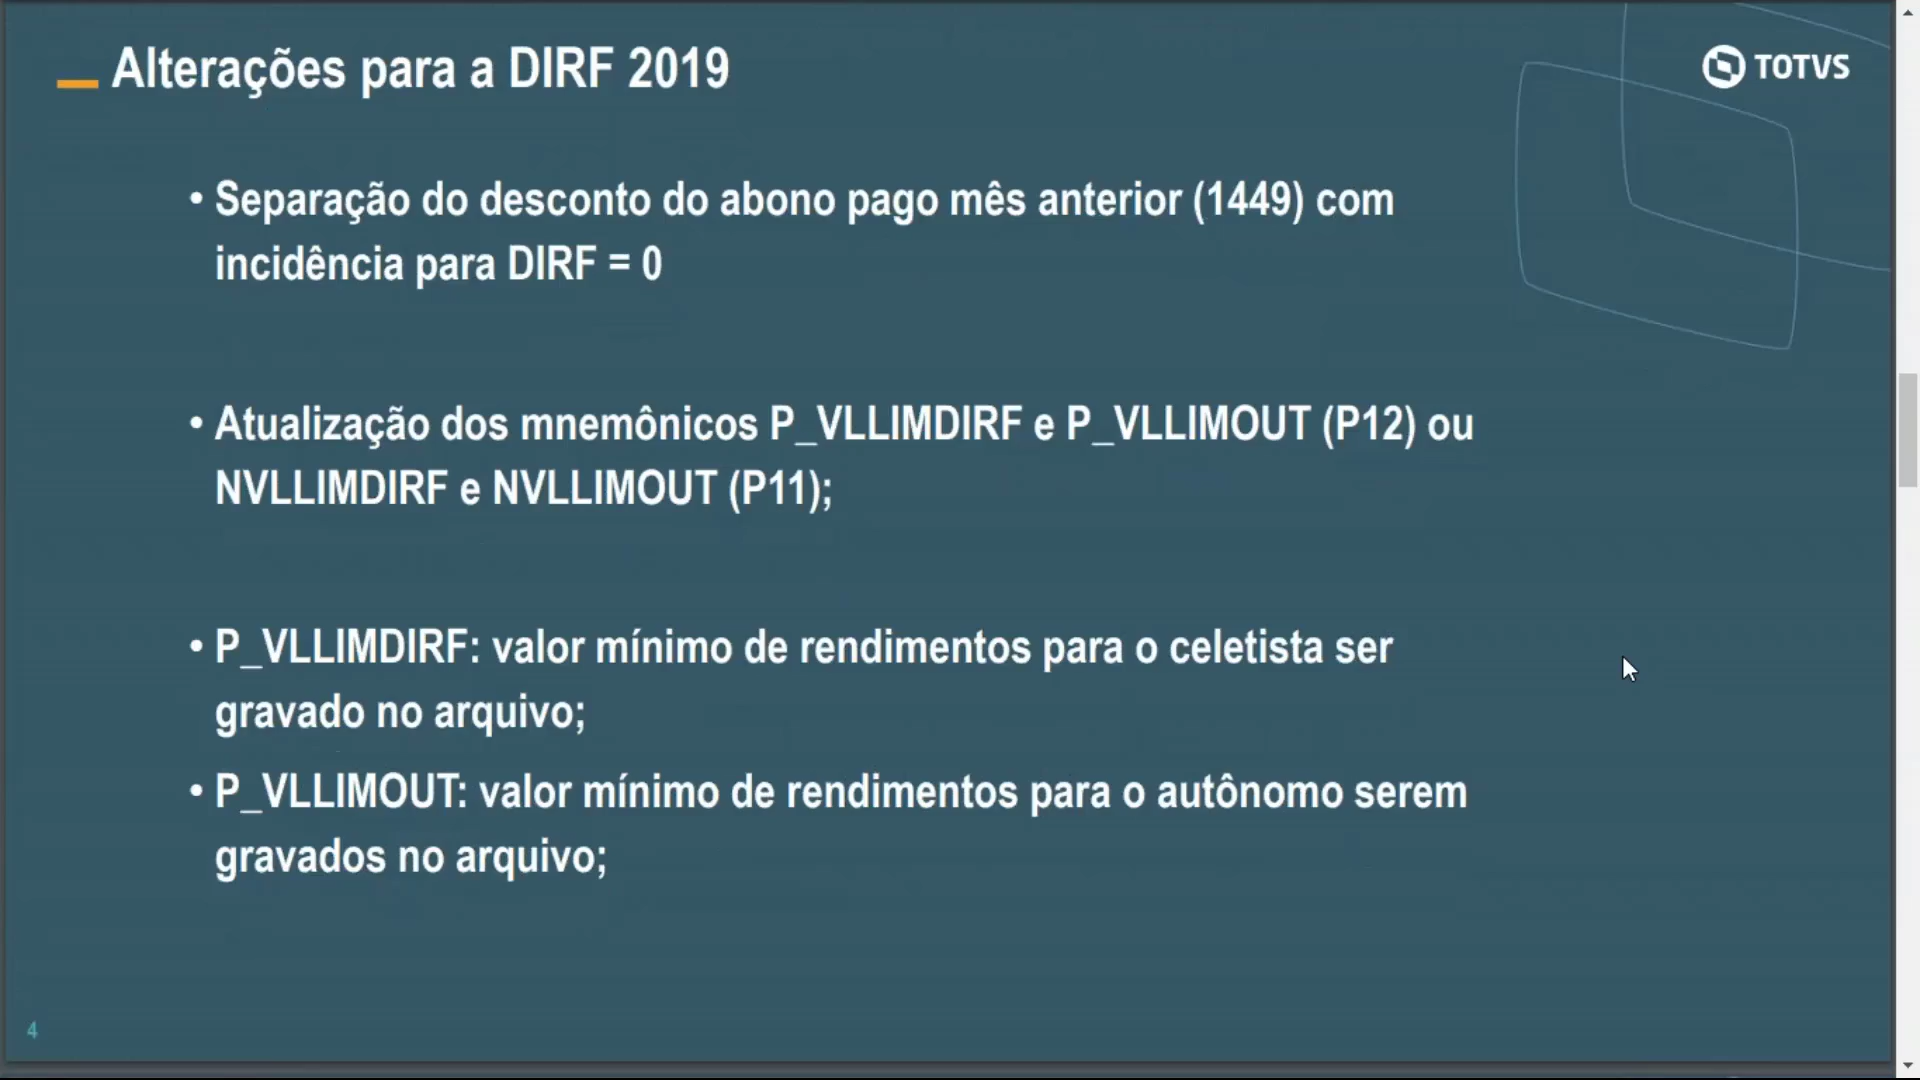 Alterações para a DIRF 2019
TOTVS
• Separação do desconto do abono pago mês anterior (1449) com
incidência para DIRF = 0
• Atualização dos mnemônicos P_VLLIMDIRF e P_VLLIMOUT (P12) ou
NVLLIMDIRF e NVLLIMOUT (P11);
• P_VLLIMDIRF: valor mínimo de rendimentos para o celetista ser
gravado no arquivo;
• P_VLLIMOUT: valor mínimo de rendimentos para o autônomo serem
gravados no arquivo;
4